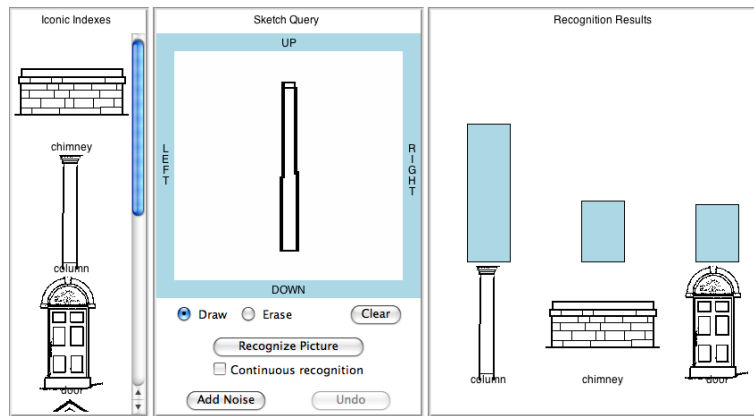 Iconic Indexes
chimney
column
door
Sketch Query
UP
LEFT
RIGHT
DOWN
Draw
Erase
Clear
Recognize Picture
Continuous recognition
Add Noise
Undo
Recognition Results
column
chimney
door